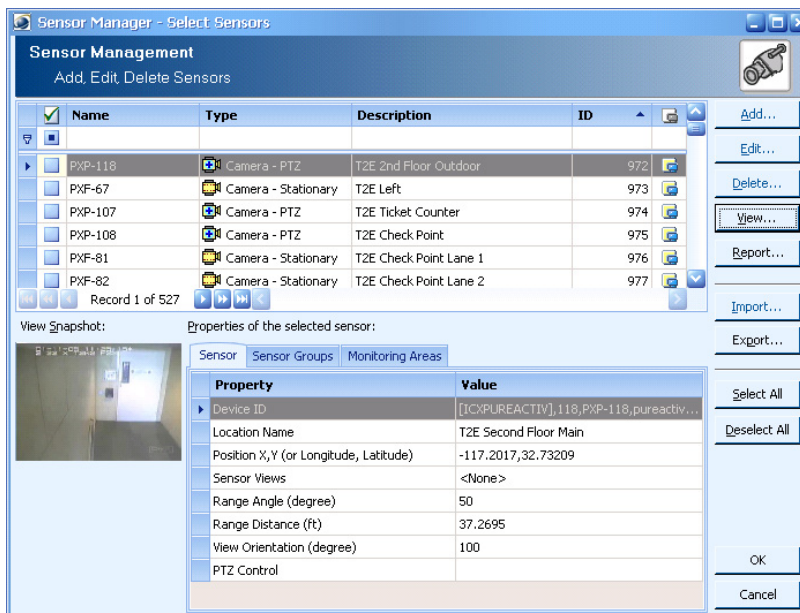 Sensor Manager - Select Sensors
Sensor Management
Add, Edit, Delete Sensors
Name Type Description ID
PXP-118 Camera - PTZ T2E 2nd Floor Outdoor 972
PXF-67 Camera - Stationary T2E Left 973
PXP-107 Camera - PTZ T2E Ticket Counter 974
PXP-108 Camera - PTZ T2E Check Point 975
PXF-81 Camera - Stationary T2E Check Point Lane 1 976
PXF-82 Camera - Stationary T2E Check Point Lane 2 977
Record 1 of 527
Add...
Edit...
Delete...
View...
Report...
Import...
Export...
Select All
Deselect All
OK
Cancel
View Snapshot:
Properties of the selected sensor:
Sensor Sensor Groups Monitoring Areas
Property Value
Device ID [ICXPUREACTIV],118,PXP-118,pureactiv...
Location Name T2E Second Floor Main
Position X,Y (or Longitude, Latitude) -117.2017,32.73209
Sensor Views <None>
Range Angle (degree) 50
Range Distance (ft) 37.2695
View Orientation (degree) 100
PTZ Control